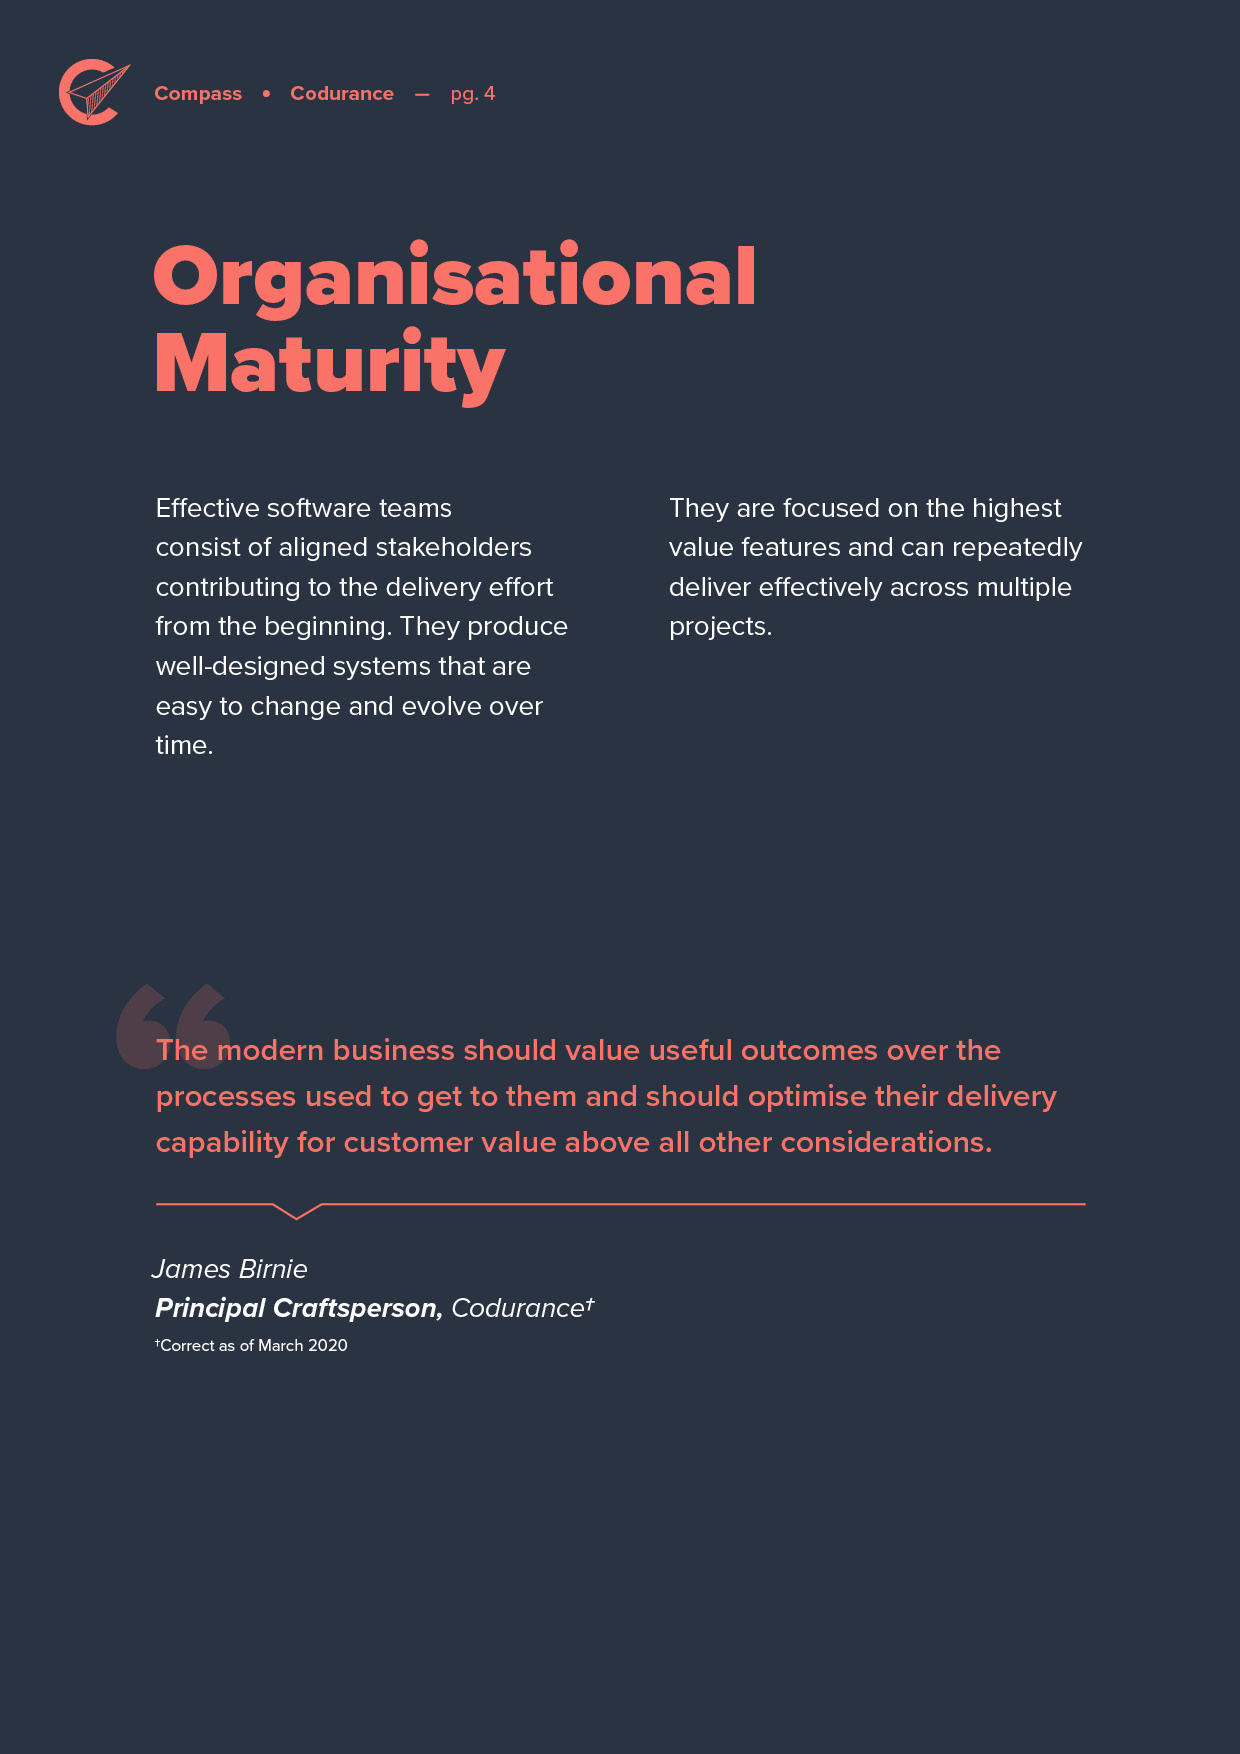 Compass • Codurance — pg. 4
Organisational
Maturity
Effective software teams
consist of aligned stakeholders
contributing to the delivery effort
from the beginning. They produce
well-designed systems that are
easy to change and evolve over
time.
They are focused on the highest
value features and can repeatedly
deliver effectively across multiple
projects.
“
The modern business should value useful outcomes over the
processes used to get to them and should optimise their delivery
capability for customer value above all other considerations.
James Birnie
Principal Craftsperson, Codurance†
†Correct as of March 2020